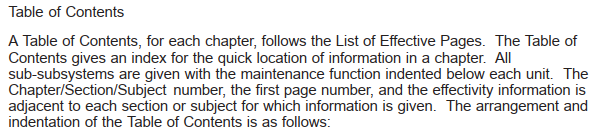 Table of Contents
A Table of Contents, for each chapter, follows the List of Effective Pages.  The Table of
Contents gives an index for the quick location of information in a chapter.  All
sub-subsystems are given with the maintenance function indented below each unit.  The
Chapter/Section/Subject number, the first page number, and the effectivity information is
adjacent to each section or subject for which information is given.  The arrangement and
indentation of the Table of Contents is as follows: